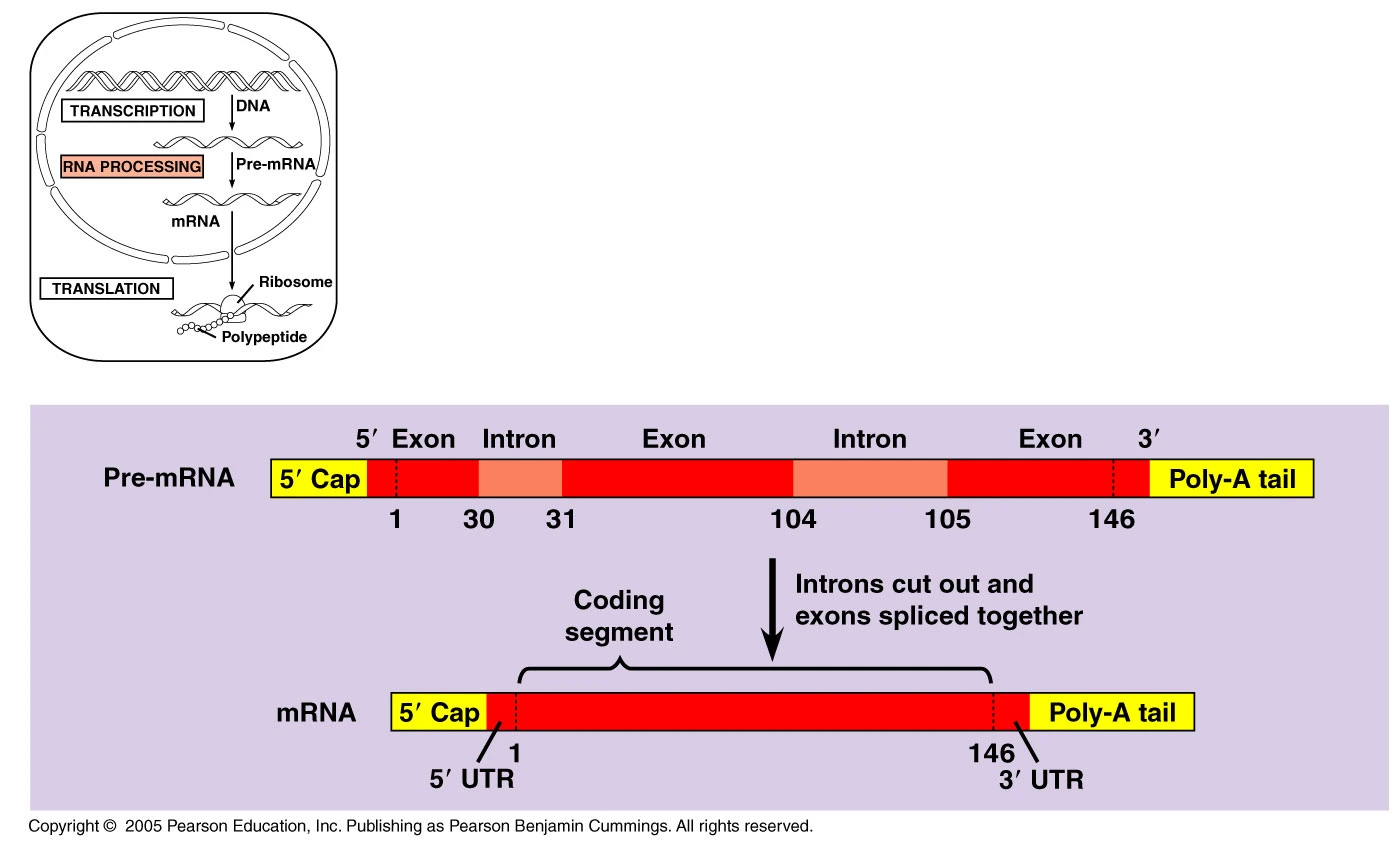 DNA
TRANSCRIPTION
RNA PROCESSING
Pre-mRNA
mRNA
TRANSLATION
Ribosome
Polypeptide
5′ Exon Intron Exon Intron Exon 3′
Pre-mRNA 5′ Cap Poly-A tail
1 30 31 104 105 146
Introns cut out and
exons spliced together
Coding
segment
mRNA 5′ Cap Poly-A tail
1 146
5′ UTR 3′ UTR
Copyright © 2005 Pearson Education, Inc. Publishing as Pearson Benjamin Cummings. All rights reserved.